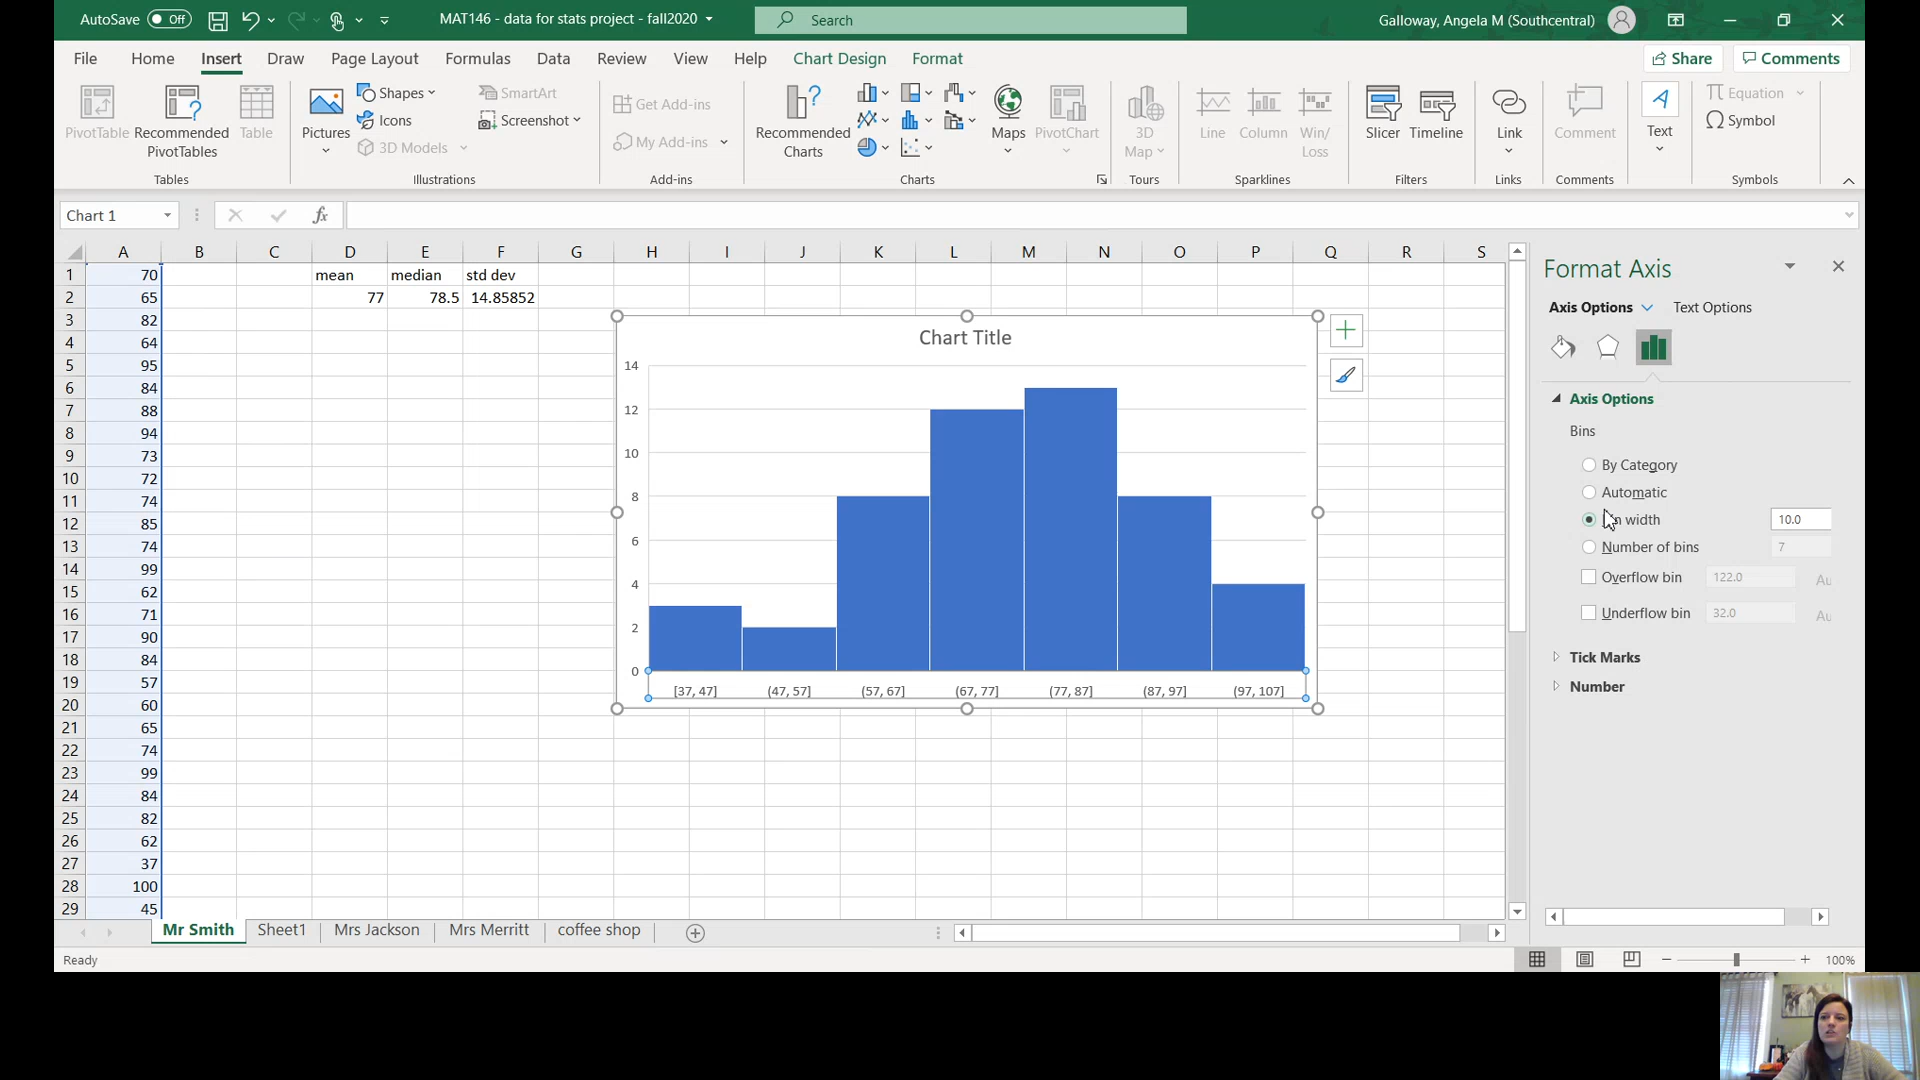 AutoSave Off MAT146 - data for stats project - fall2020 Search Galloway, Angela M (Southcentral)
File Home Insert Draw Page Layout Formulas Data Review View Help Chart Design Format Share Comments
PivotTable Recommended PivotTables Table
Tables
Pictures Shapes Icons 3D Models SmartArt Screenshot
Illustrations
Get Add-ins
My Add-ins
Add-ins
Recommended Charts Maps PivotChart
Charts
3D Map
Tours
Line Column Win/Loss
Sparklines
Slicer Timeline
Filters
Link
Links
Comment
Comments
Text
Equation
Symbol
Symbols
Chart 1 fx
A B C D E F G H I J K L M N O P Q R S
1 70 mean median std dev
2 65 77 78.5 14.85852
3 82
4 64
5 95
6 84
7 88
8 94
9 73
10 72
11 74
12 85
13 74
14 99
15 62
16 71
17 90
18 84
19 57
20 60
21 65
22 74
23 99
24 84
25 82
26 62
27 37
28 100
29 45
Chart Title
14
12
10
8
6
4
2
0
[37, 47] (47, 57] (57, 67] (67, 77] (77, 87] (87, 97] (97, 107]
Format Axis
Axis Options Text Options
Axis Options
Bins
By Category
Automatic
width 10.0
Number of bins 7
Overflow bin 122.0 Au
Underflow bin 32.0 Au
Tick Marks
Number
Mr Smith Sheet1 Mrs Jackson Mrs Merritt coffee shop
Ready 100%